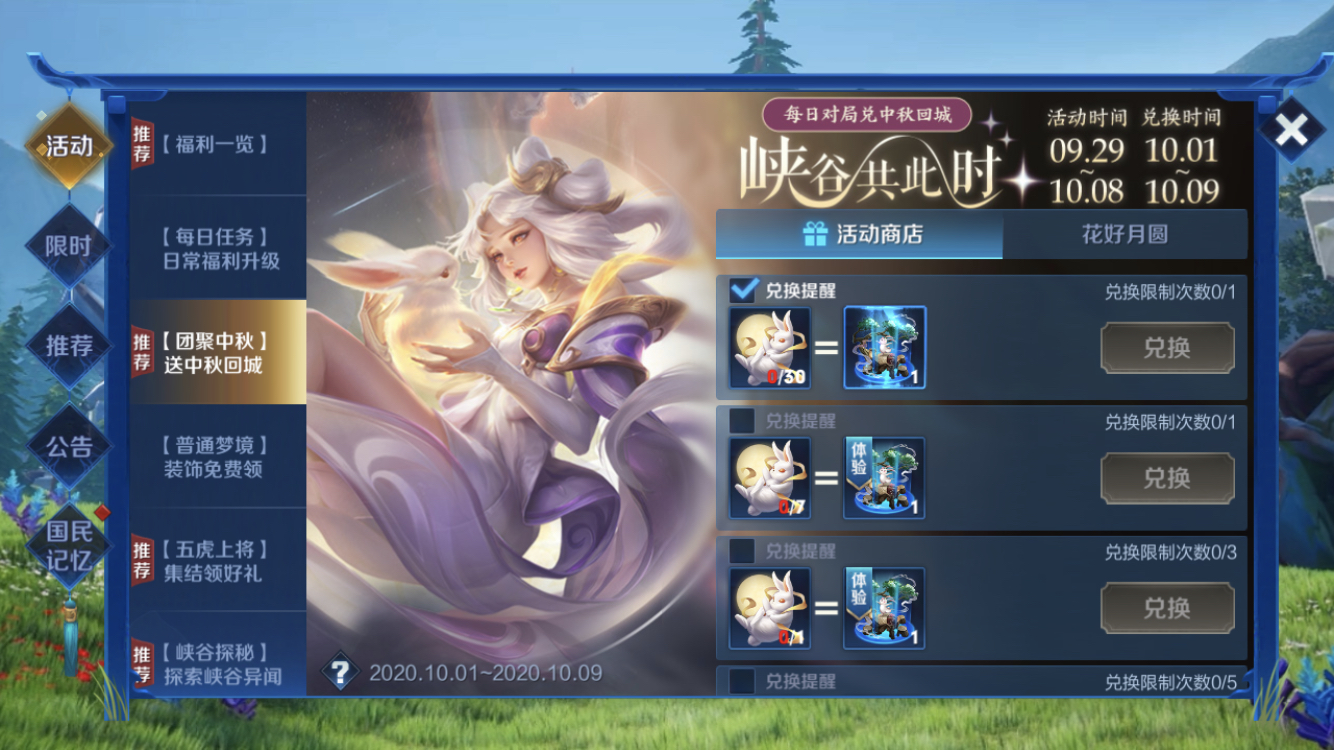 活动
限时
推荐
公告
国民
记忆
推荐
【福利一览】
【每日任务】
日常福利升级
推荐
【团聚中秋】
送中秋回城
【普通梦境】
装饰免费领
推荐
【五虎上将】
集结领好礼
推荐
【峡谷探秘】
探索峡谷异闻
?
2020.10.01~2020.10.09
每日对局兑中秋回城
峡谷共此时
活动时间 兑换时间
09.29 10.01
~ ~
10.08 10.09
活动商店
花好月圆
兑换提醒
兑换限制次数0/1
0/30
=
1
兑换
兑换提醒
兑换限制次数0/1
0/7
=
体验
1
兑换
兑换提醒
兑换限制次数0/3
0/1
=
体验
1
兑换
兑换提醒
兑换限制次数0/5